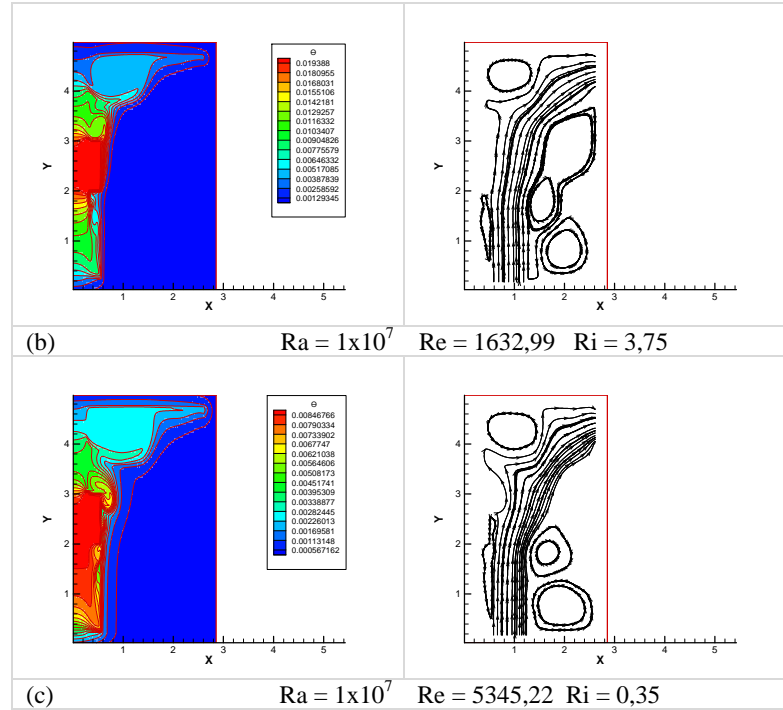 Θ
0.019388
0.0180955
0.0168031
0.0155106
0.0142181
0.0129257
0.0116332
0.0103407
0.00904826
0.00775579
0.00646332
0.00517085
0.00387839
0.00258592
0.00129345
Y
4
3
2
1
1 2 3 4 5
X
Y
4
3
2
1
1 2 3 4 5
X
(b) Ra = 1x10⁷ Re = 1632,99 Ri = 3,75
Θ
0.00846766
0.00790334
0.00733902
0.0067747
0.00621038
0.00564606
0.00508173
0.00451741
0.00395309
0.00338877
0.00282445
0.00226013
0.00169581
0.00113148
0.000567162
Y
4
3
2
1
1 2 3 4 5
X
Y
4
3
2
1
1 2 3 4 5
X
(c) Ra = 1x10⁷ Re = 5345,22 Ri = 0,35